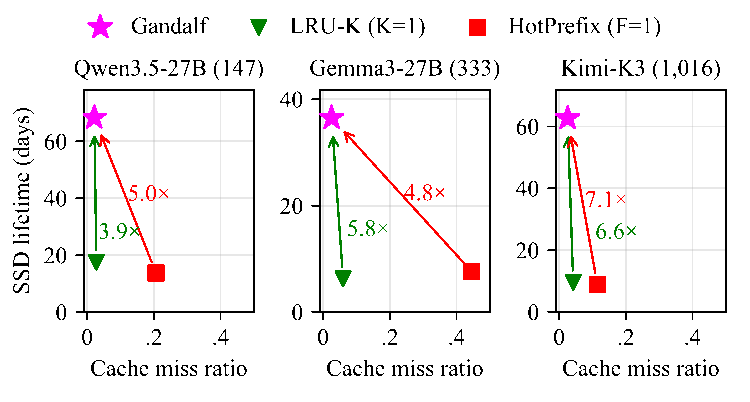 Gandalf LRU-K (K=1) HotPrefix (F=1)
Qwen3.5-27B (147) Gemma3-27B (333) Kimi-K3 (1,016)
SSD lifetime (days)
60
40
20
0
5.0×
3.9×
0 .2 .4
Cache miss ratio
40
20
0
4.8×
5.8×
0 .2 .4
Cache miss ratio
60
40
20
0
7.1×
6.6×
0 .2 .4
Cache miss ratio